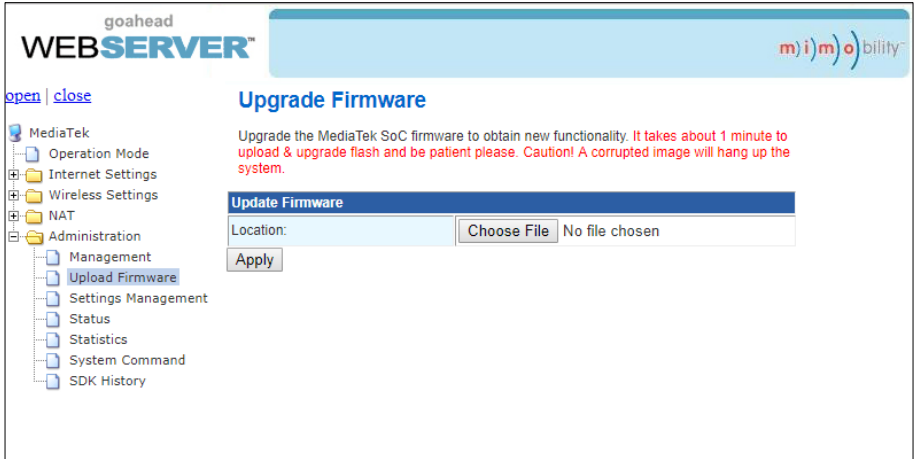 goahead
WEBSERVER™
m)i)m)o)bility™
open | close
MediaTek
Operation Mode
Internet Settings
Wireless Settings
NAT
Administration
Management
Upload Firmware
Settings Management
Status
Statistics
System Command
SDK History
Upgrade Firmware
Upgrade the MediaTek SoC firmware to obtain new functionality. It takes about 1 minute to
upload & upgrade flash and be patient please. Caution! A corrupted image will hang up the
system.
Update Firmware
Location: Choose File No file chosen
Apply